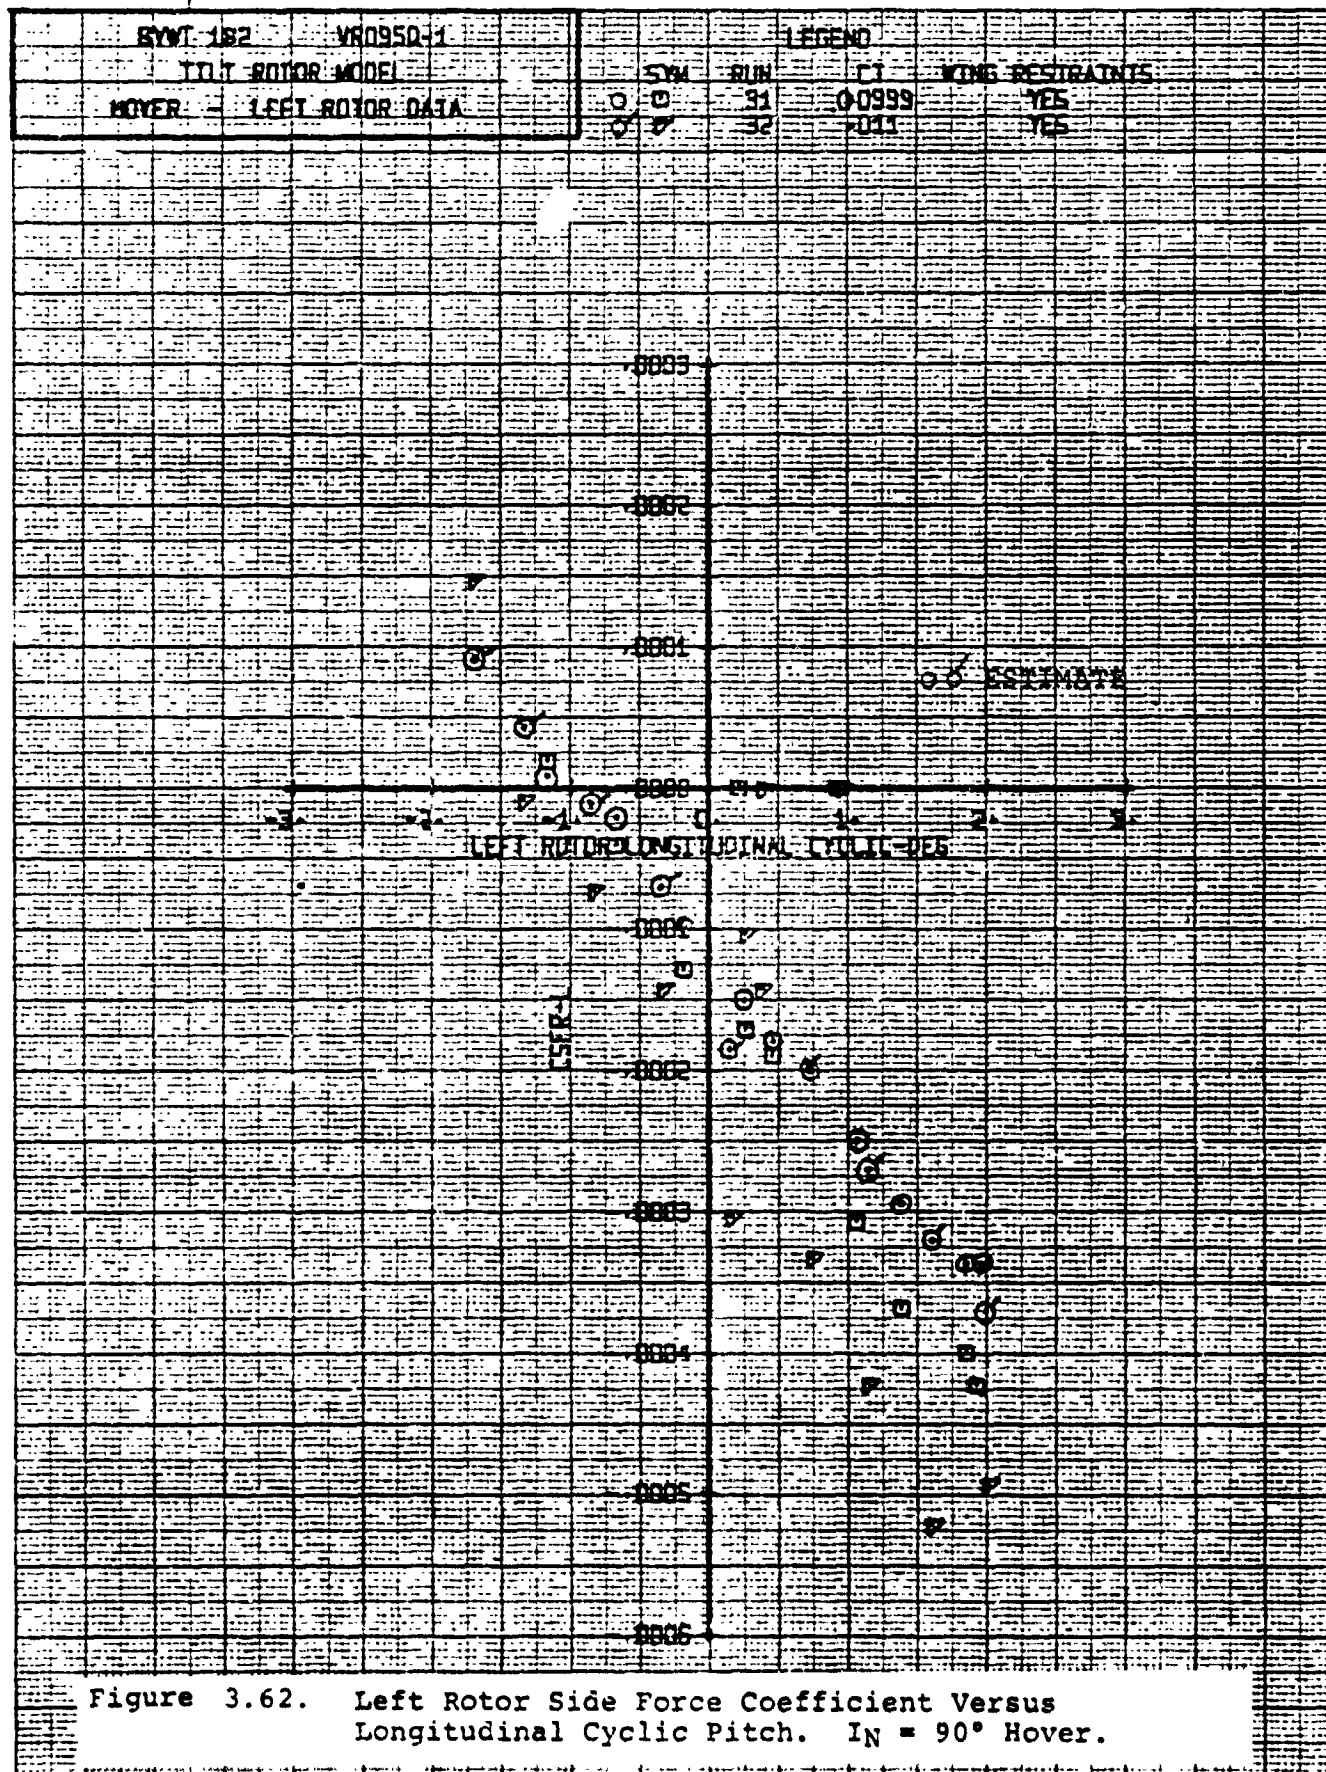 BVWT 182 VR095Q-1
TILT ROTOR MODEL
HOVER - LEFT ROTOR DATA
LEGEND
SYM RUN CT WING RESTRAINTS
31 0.0999 YES
32 .011 YES
.0003
.0002
.0001
ESTIMATE
.0000
-3. -2. -1. 0. 1. 2. 3.
LEFT ROTOR LONGITUDINAL CYCLIC-DEG
.0001
CSFR-L
.0002
.0003
.0004
.0005
.0006
Figure 3.62. Left Rotor Side Force Coefficient Versus
Longitudinal Cyclic Pitch. IN = 90° Hover.